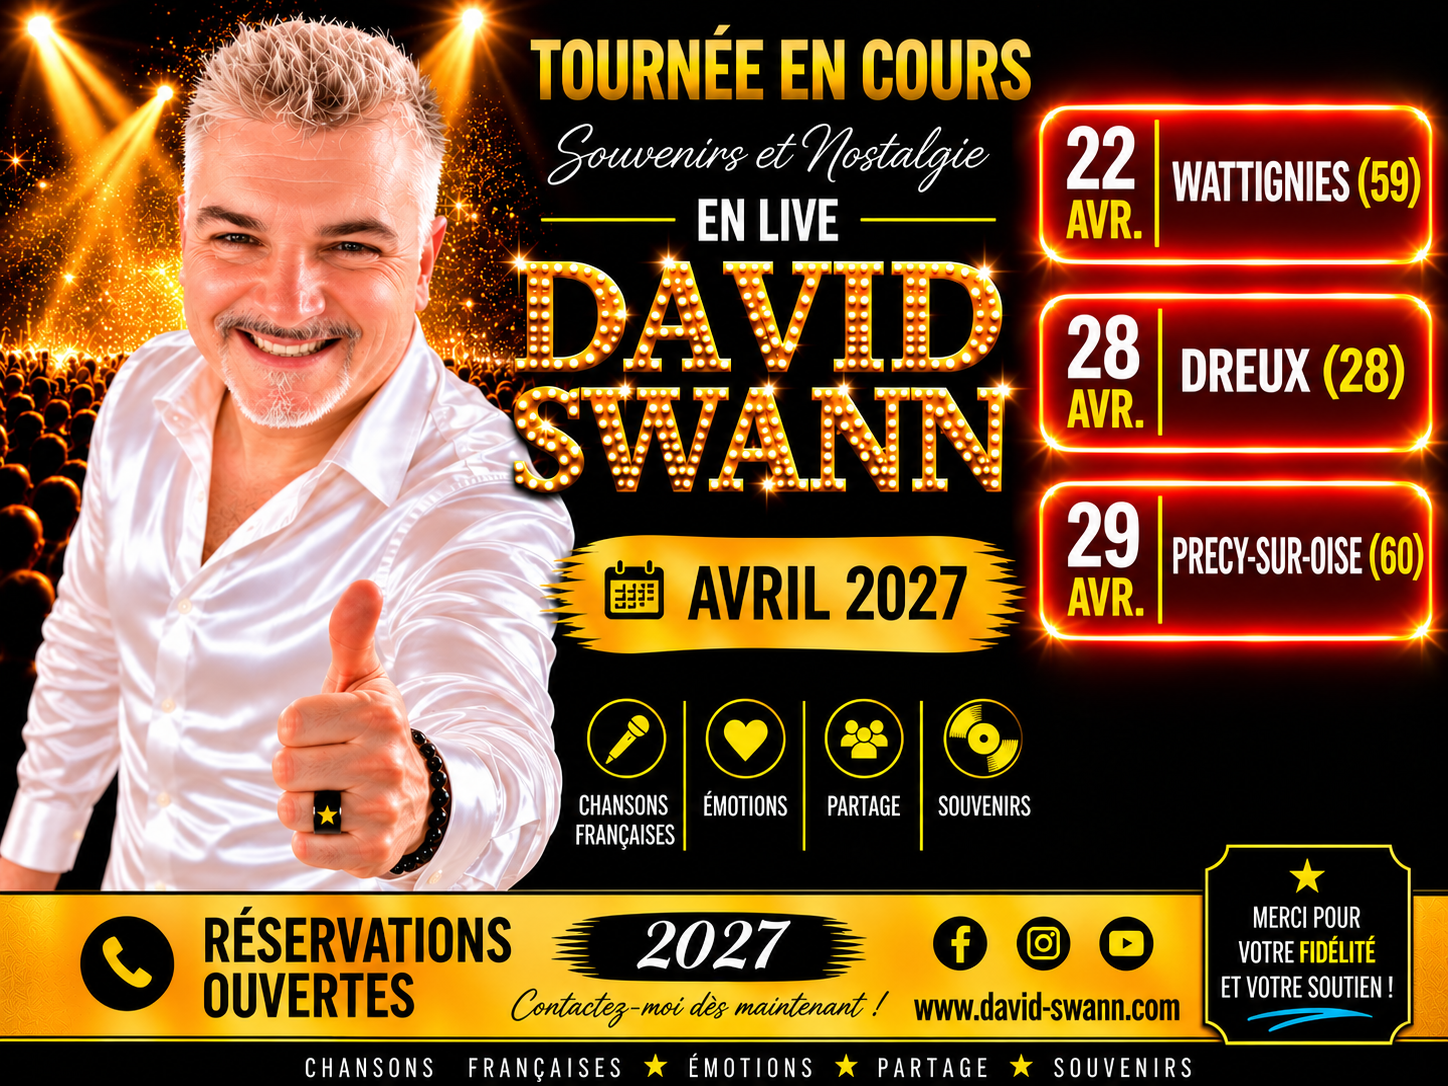 TOURNÉE EN COURS
Souvenirs et Nostalgie
EN LIVE
DAVID
SWANN
AVRIL 2027
22
AVR.
WATTIGNIES (59)
28
AVR.
DREUX (28)
29
AVR.
PRECY-SUR-OISE (60)
CHANSONS
FRANÇAISES
ÉMOTIONS
PARTAGE
SOUVENIRS
RÉSERVATIONS
OUVERTES
2027
Contactez-moi dès maintenant !
www.david-swann.com
MERCI POUR
VOTRE FIDÉLITÉ
ET VOTRE SOUTIEN !
CHANSONS FRANÇAISES ★ ÉMOTIONS ★ PARTAGE ★ SOUVENIRS